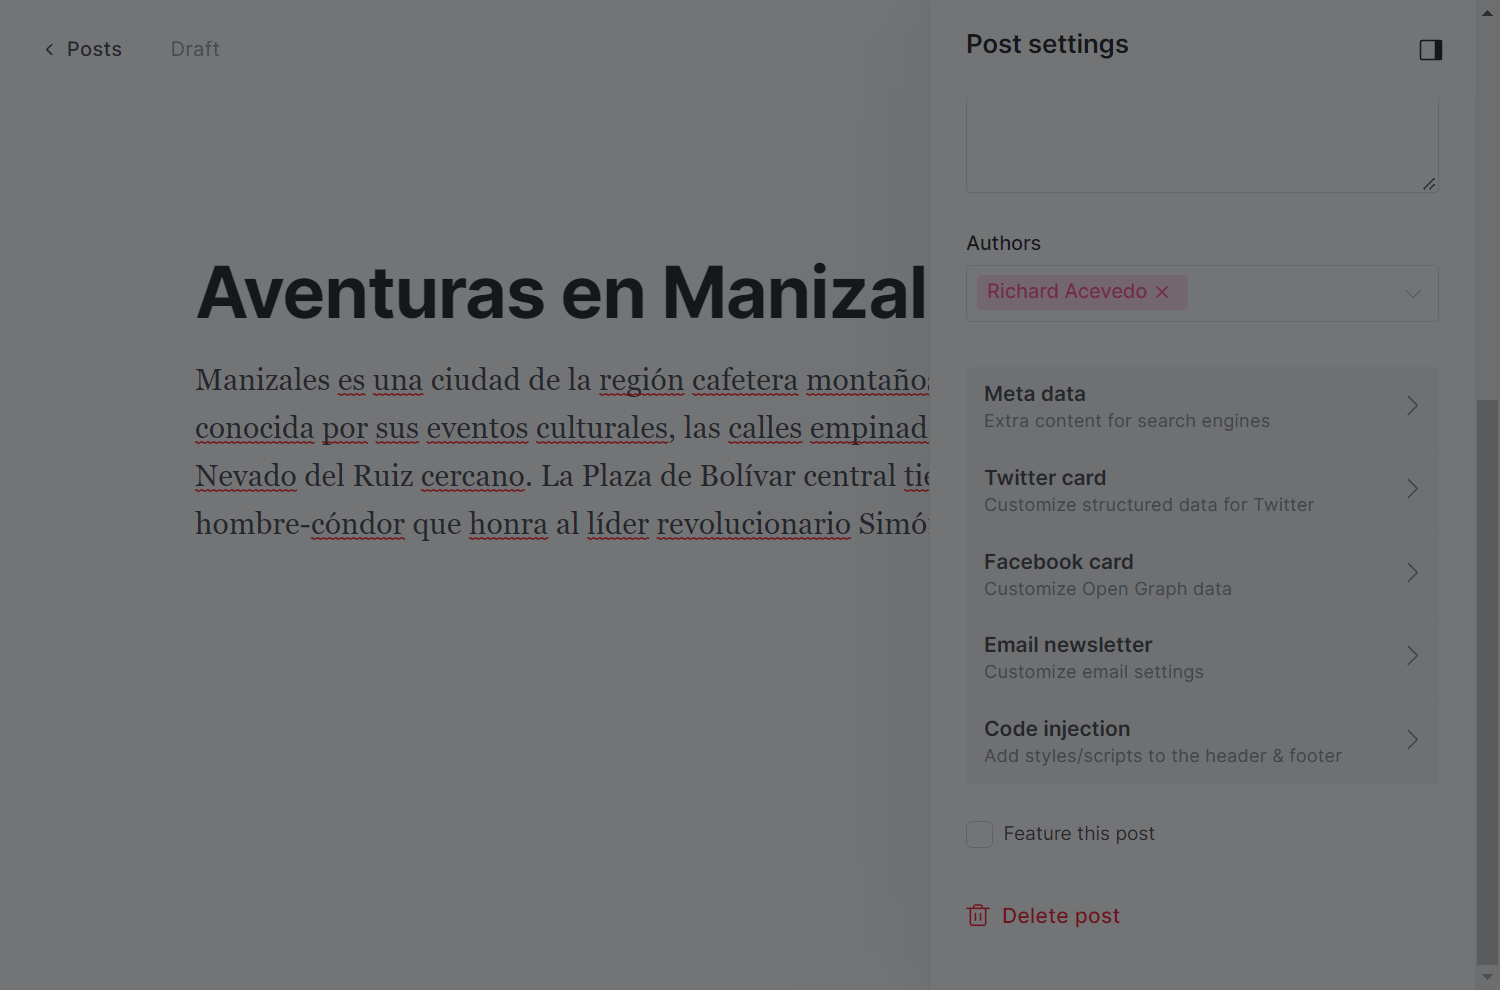 Posts
Draft
Post settings
Aventuras en Manizal
Manizales es una ciudad de la región cafetera
conocida por sus eventos culturales, las calles
Nevado del Ruiz cercano. La Plaza de Bolívar central
hombre-cóndor que honra al líder revolucionario
Authors
Richard Acevedo
Meta data
Extra content for search engines
Twitter card
Customize structured data for Twitter
Facebook card
Customize Open Graph data
Email newsletter
Customize email settings
Code injection
Add styles/scripts to the header & footer
Feature this post
Delete post